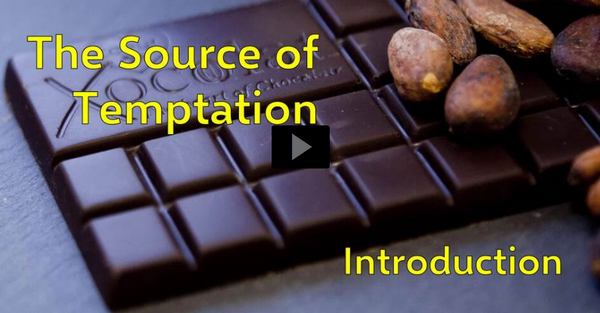 The Source of
Temptation
Introduction